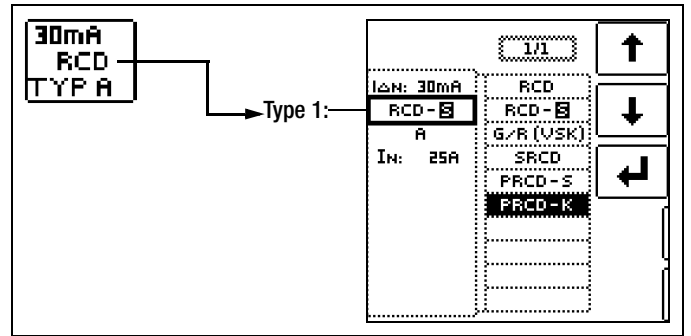 30mA
RCD
TYP A
Type 1:
1/1
I∆N: 30mA
RCD-S
A
IN: 25A
RCD
RCD-S
G/R (VSK)
SRCD
PRCD-S
PRCD-K